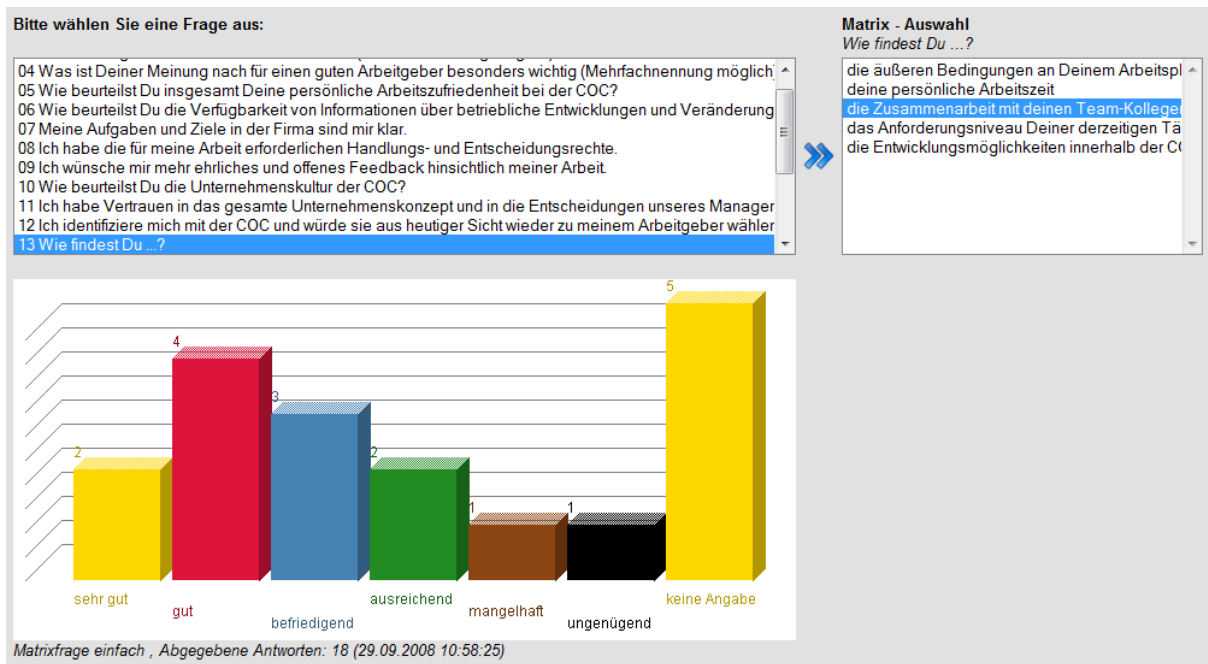 Bitte wählen Sie eine Frage aus:
04 Was ist Deiner Meinung nach für einen guten Arbeitgeber besonders wichtig (Mehrfachnennung möglich)
05 Wie beurteilst Du insgesamt Deine persönliche Arbeitszufriedenheit bei der COC?
06 Wie beurteilst Du die Verfügbarkeit von Informationen über betriebliche Entwicklungen und Veränderung
07 Meine Aufgaben und Ziele in der Firma sind mir klar.
08 Ich habe die für meine Arbeit erforderlichen Handlungs- und Entscheidungsrechte.
09 Ich wünsche mir mehr ehrliches und offenes Feedback hinsichtlich meiner Arbeit.
10 Wie beurteilst Du die Unternehmenskultur der COC?
11 Ich habe Vertrauen in das gesamte Unternehmenskonzept und in die Entscheidungen unseres Manager
12 Ich identifiziere mich mit der COC und würde sie aus heutiger Sicht wieder zu meinem Arbeitgeber wähler
13 Wie findest Du ...?
Matrix - Auswahl
Wie findest Du ...?
die äußeren Bedingungen an Deinem Arbeitspl
deine persönliche Arbeitszeit
die Zusammenarbeit mit deinen Team-Kollegen
das Anforderungsniveau Deiner derzeitigen Tä
die Entwicklungsmöglichkeiten innerhalb der CO
2
4
3
2
1
1
5
sehr gut
gut
befriedigend
ausreichend
mangelhaft
ungenügend
keine Angabe
Matrixfrage einfach , Abgegebene Antworten: 18 (29.09.2008 10:58:25)